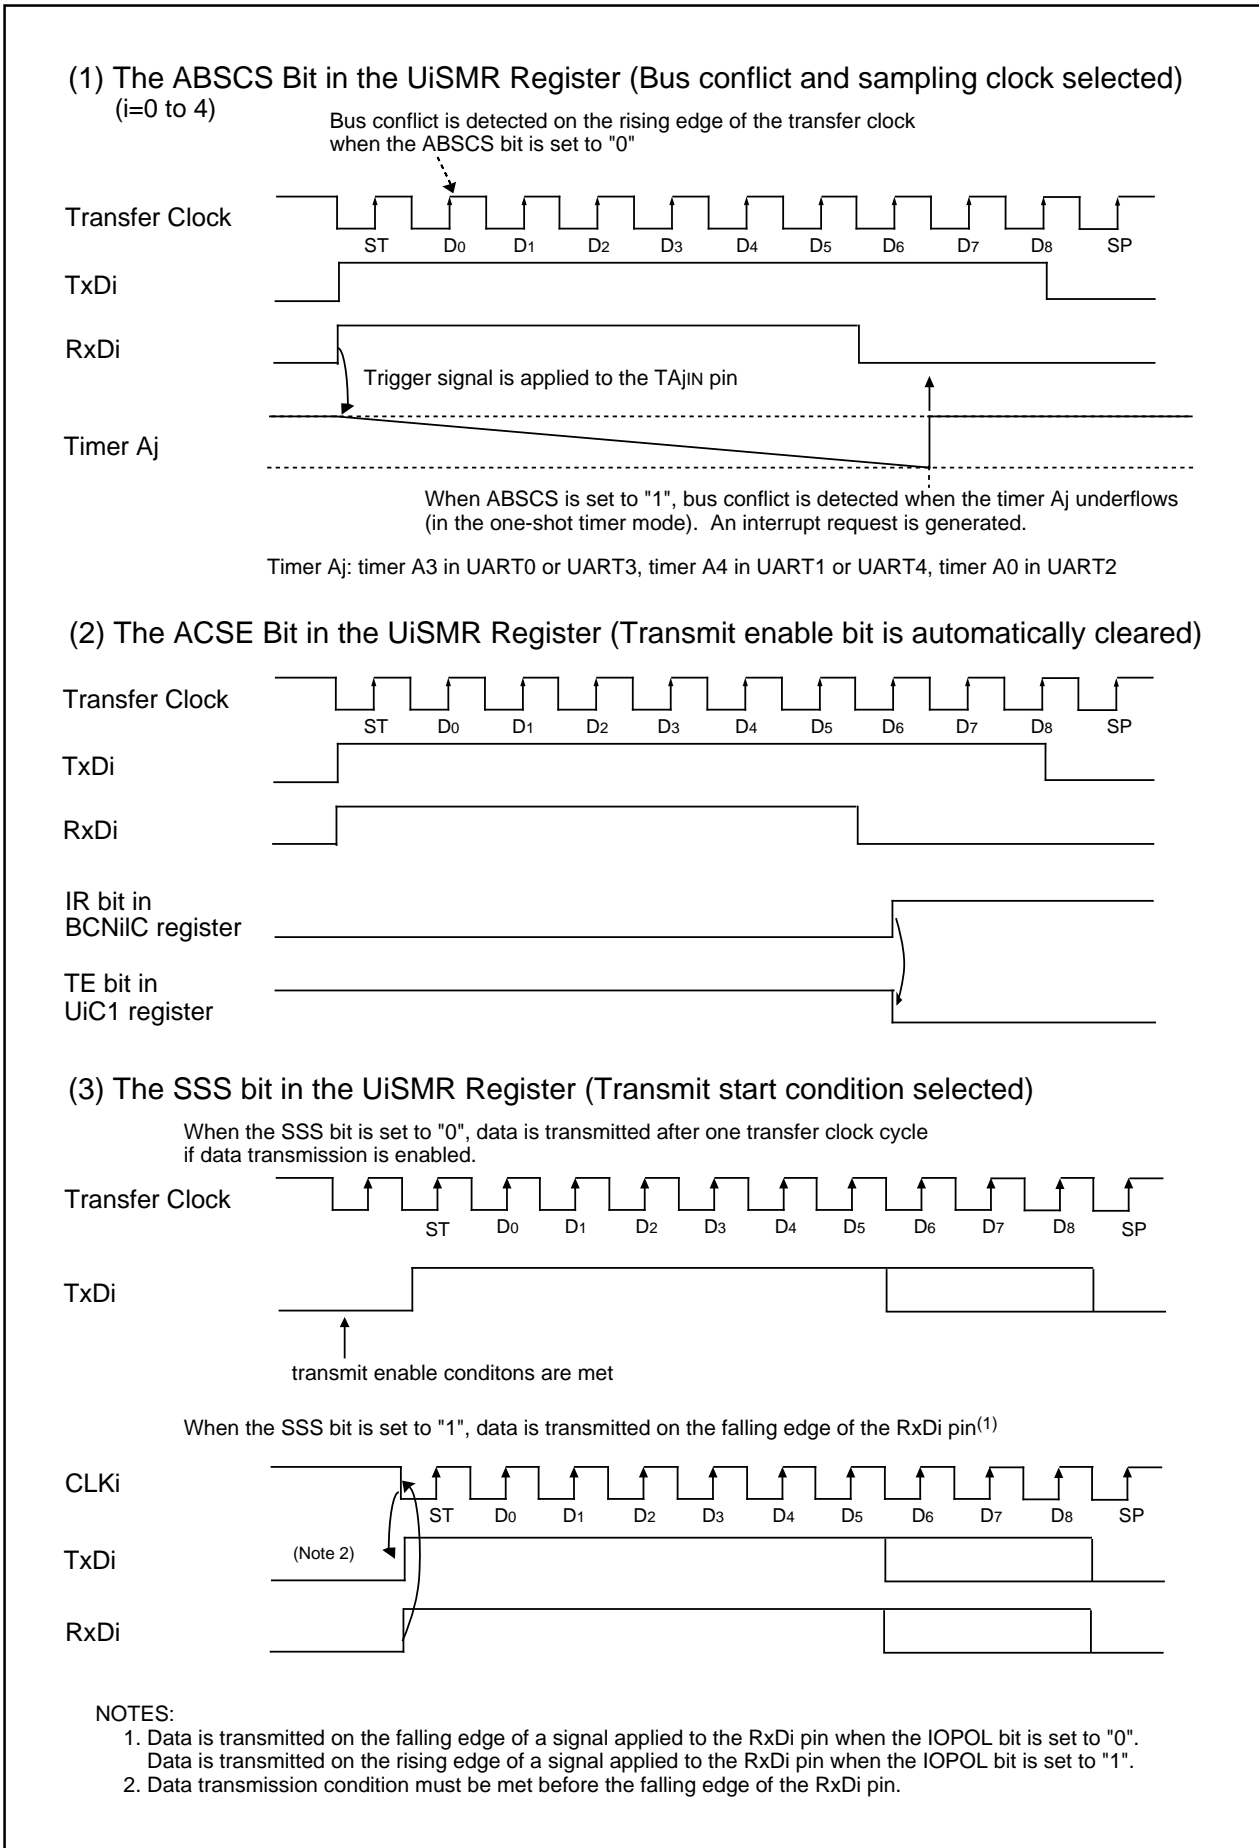 (1) The ABSCS Bit in the UiSMR Register (Bus conflict and sampling clock selected)
(i=0 to 4)
Bus conflict is detected on the rising edge of the transfer clock
when the ABSCS bit is set to "0"
Transfer Clock
ST D0 D1 D2 D3 D4 D5 D6 D7 D8 SP
TxDi
RxDi
Trigger signal is applied to the TAjIN pin
Timer Aj
When ABSCS is set to "1", bus conflict is detected when the timer Aj underflows
(in the one-shot timer mode). An interrupt request is generated.
Timer Aj: timer A3 in UART0 or UART3, timer A4 in UART1 or UART4, timer A0 in UART2
(2) The ACSE Bit in the UiSMR Register (Transmit enable bit is automatically cleared)
Transfer Clock
ST D0 D1 D2 D3 D4 D5 D6 D7 D8 SP
TxDi
RxDi
IR bit in
BCNiIC register
TE bit in
UiC1 register
(3) The SSS bit in the UiSMR Register (Transmit start condition selected)
When the SSS bit is set to "0", data is transmitted after one transfer clock cycle
if data transmission is enabled.
Transfer Clock
ST D0 D1 D2 D3 D4 D5 D6 D7 D8 SP
TxDi
transmit enable conditons are met
When the SSS bit is set to "1", data is transmitted on the falling edge of the RxDi pin(1)
CLKi
ST D0 D1 D2 D3 D4 D5 D6 D7 D8 SP
(Note 2)
TxDi
RxDi
NOTES:
1. Data is transmitted on the falling edge of a signal applied to the RxDi pin when the IOPOL bit is set to "0".
Data is transmitted on the rising edge of a signal applied to the RxDi pin when the IOPOL bit is set to "1".
2. Data transmission condition must be met before the falling edge of the RxDi pin.